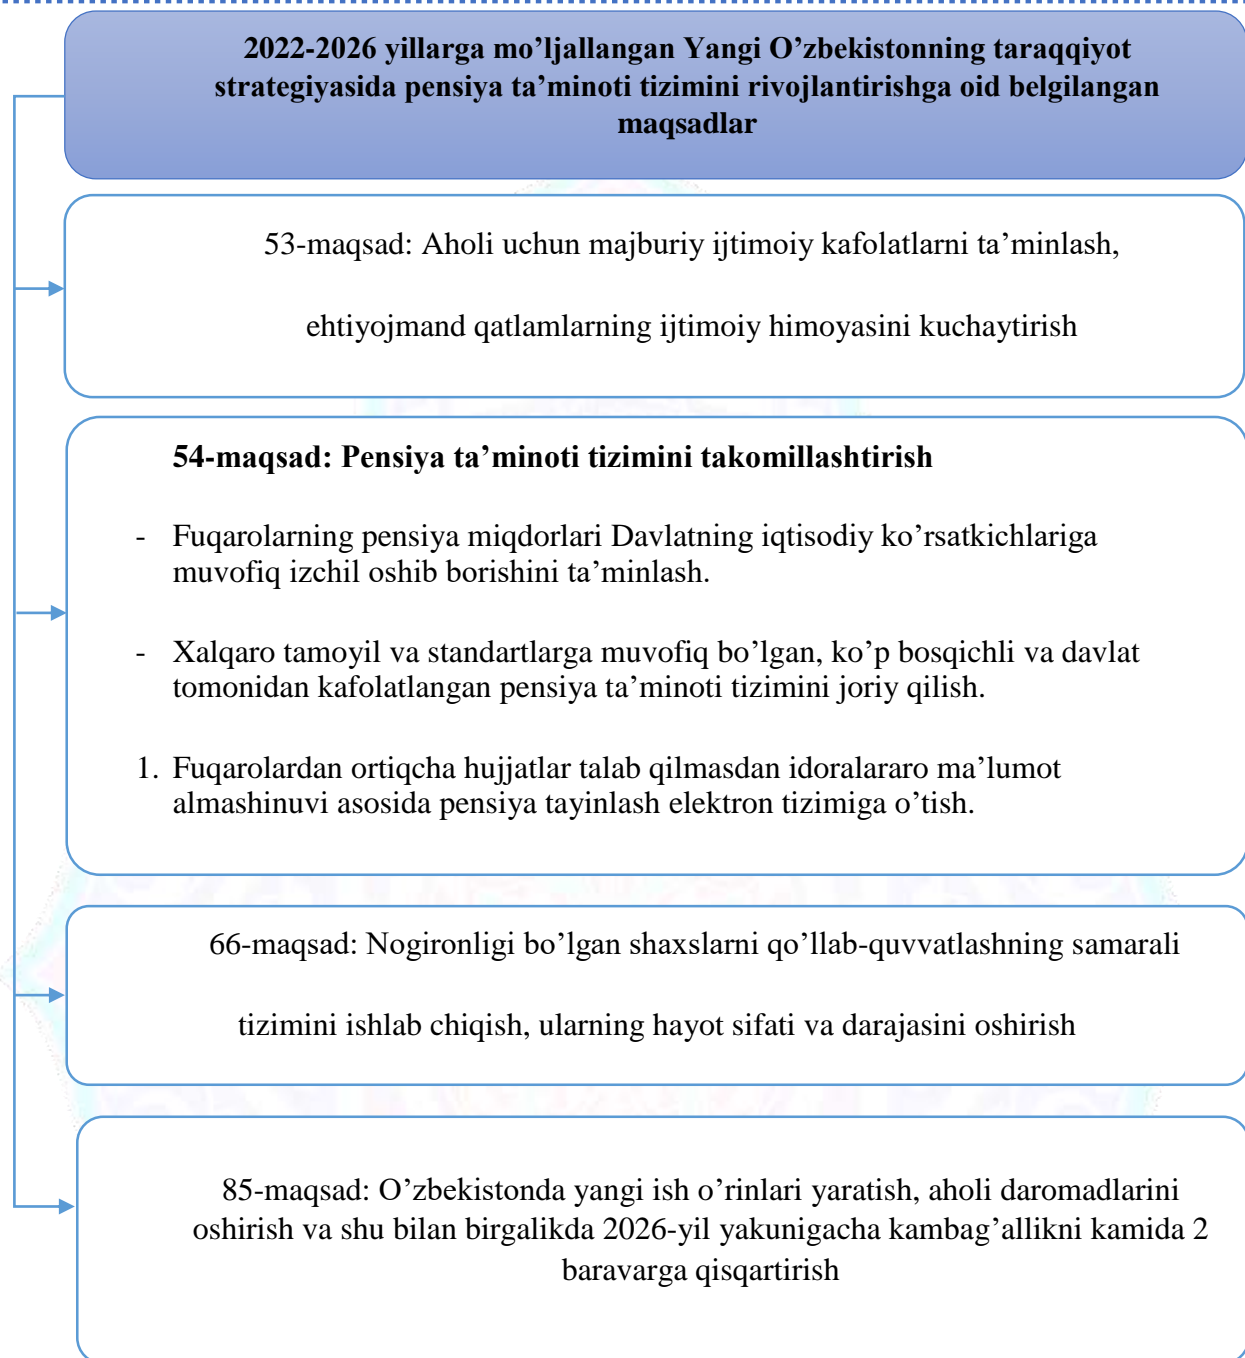 2022-2026 yillarga mo’ljallangan Yangi O’zbekistonning taraqqiyot
strategiyasida pensiya ta’minoti tizimini rivojlantirishga oid belgilangan
maqsadlar
53-maqsad: Aholi uchun majburiy ijtimoiy kafolatlarni ta’minlash,
ehtiyojmand qatlamlarning ijtimoiy himoyasini kuchaytirish
54-maqsad: Pensiya ta’minoti tizimini takomillashtirish
- Fuqarolarning pensiya miqdorlari Davlatning iqtisodiy ko’rsatkichlariga
muvofiq izchil oshib borishini ta’minlash.
- Xalqaro tamoyil va standartlarga muvofiq bo’lgan, ko’p bosqichli va davlat
tomonidan kafolatlangan pensiya ta’minoti tizimini joriy qilish.
1. Fuqarolardan ortiqcha hujjatlar talab qilmasdan idoralararo ma’lumot
almashinuvi asosida pensiya tayinlash elektron tizimiga o’tish.
66-maqsad: Nogironligi bo’lgan shaxslarni qo’llab-quvvatlashning samarali
tizimini ishlab chiqish, ularning hayot sifati va darajasini oshirish
85-maqsad: O’zbekistonda yangi ish o’rinlari yaratish, aholi daromadlarini
oshirish va shu bilan birgalikda 2026-yil yakunigacha kambag’allikni kamida 2
baravarga qisqartirish